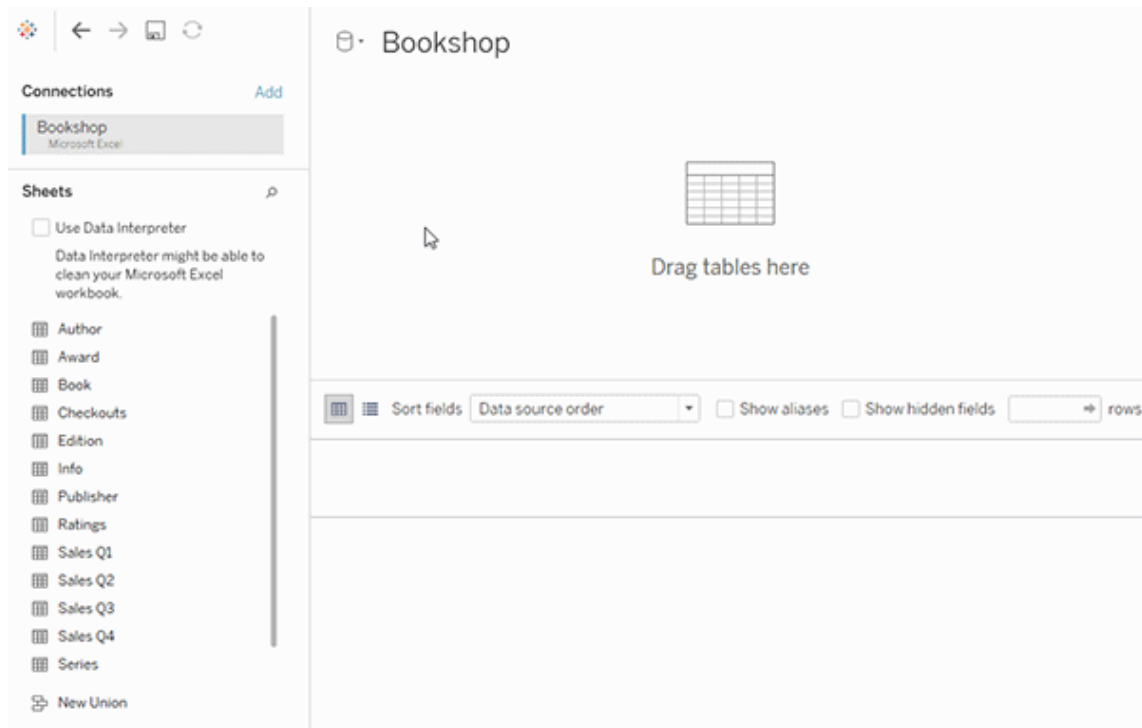 Bookshop
Connections
Add
Bookshop
Microsoft Excel
Sheets
Use Data Interpreter
Data Interpreter might be able to
clean your Microsoft Excel
workbook.
Author
Award
Book
Checkouts
Edition
Info
Publisher
Ratings
Sales Q1
Sales Q2
Sales Q3
Sales Q4
Series
New Union
Drag tables here
Sort fields
Data source order
Show aliases
Show hidden fields
rows